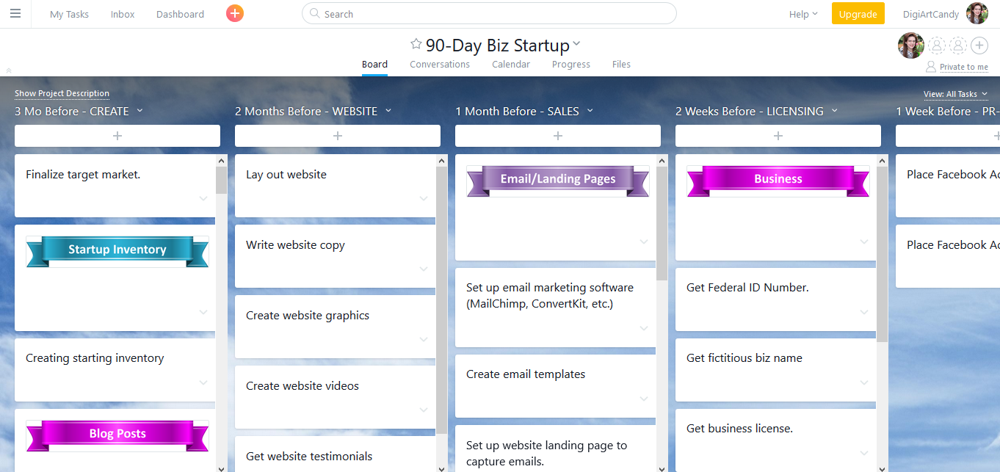 My Tasks
Inbox
Dashboard
Search
Help
Upgrade
DigiArtCandy
90-Day Biz Startup
Board
Conversations
Calendar
Progress
Files
Private to me
Show Project Description
View: All Tasks
3 Mo Before - CREATE
Finalize target market.
Startup Inventory
Creating starting inventory
Blog Posts
2 Months Before - WEBSITE
Lay out website
Write website copy
Create website graphics
Create website videos
Get website testimonials
1 Month Before - SALES
Email/Landing Pages
Set up email marketing software
(MailChimp, ConvertKit, etc.)
Create email templates
Set up website landing page to
capture emails.
2 Weeks Before - LICENSING
Business
Get Federal ID Number.
Get fictitious biz name
Get business license.
1 Week Before - PR-
Place Facebook
Place Facebook